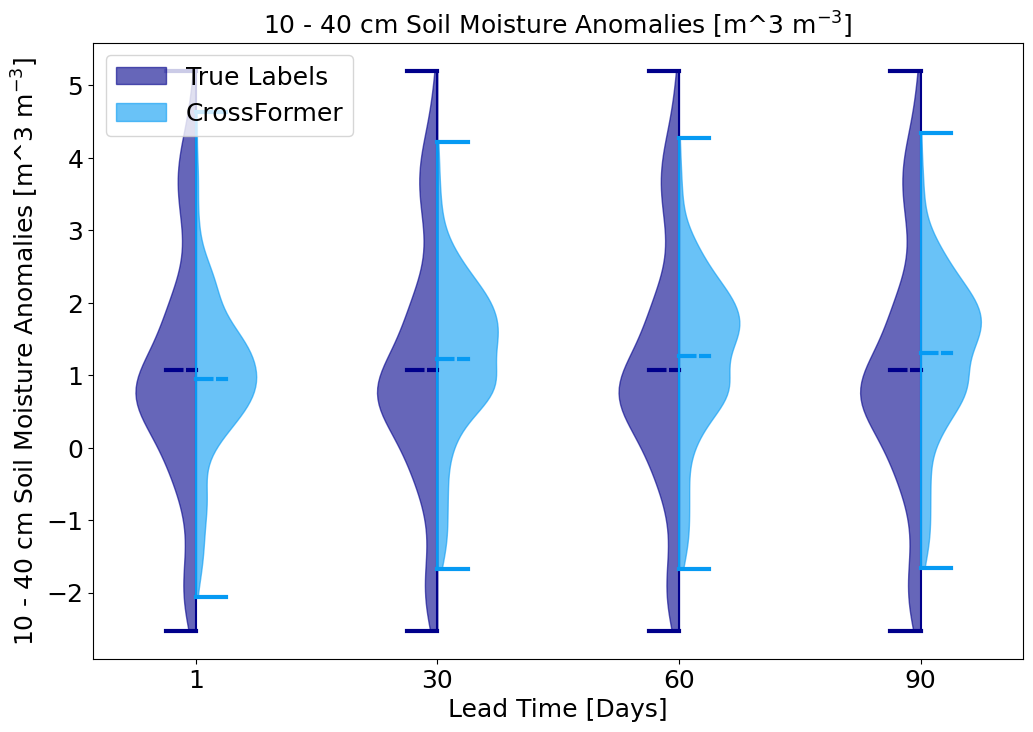 10 - 40 cm Soil Moisture Anomalies [m^3 m⁻³]
10 - 40 cm Soil Moisture Anomalies [m^3 m⁻³]
True Labels
CrossFormer
5
4
3
2
1
0
−1
−2
1 30 60 90
Lead Time [Days]